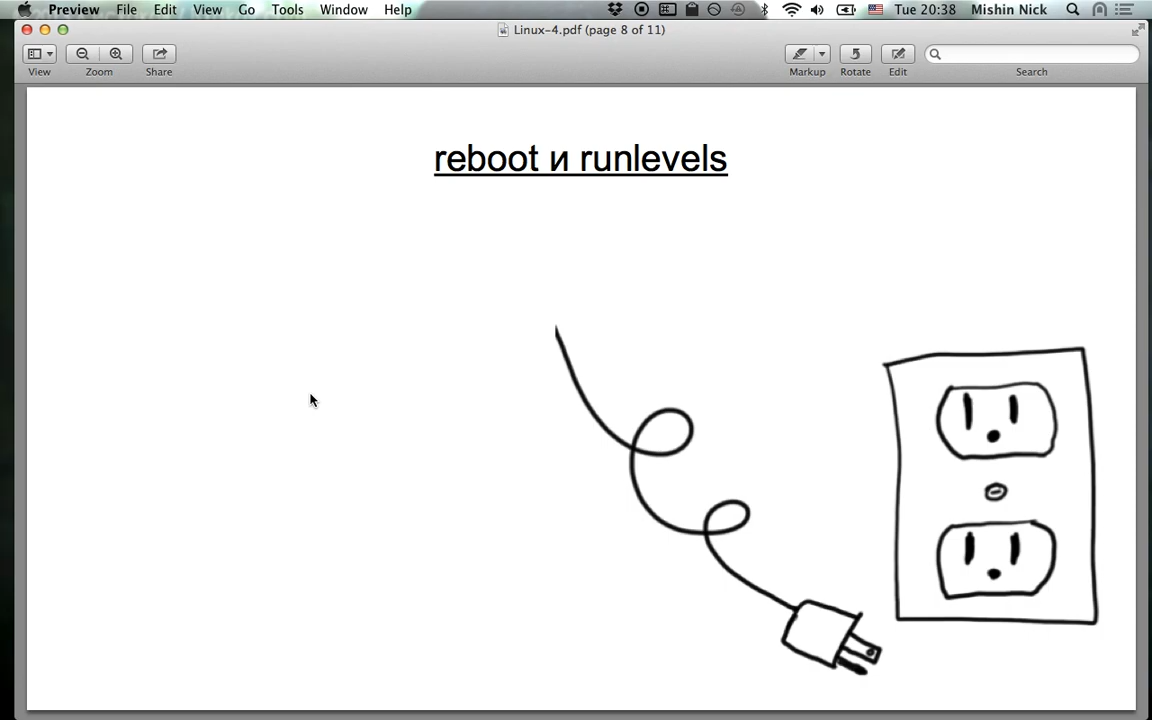 Preview File Edit View Go Tools Window Help Tue 20:38 Mishin Nick
Linux-4.pdf (page 8 of 11)
View Zoom Share Markup Rotate Edit Search
reboot и runlevels